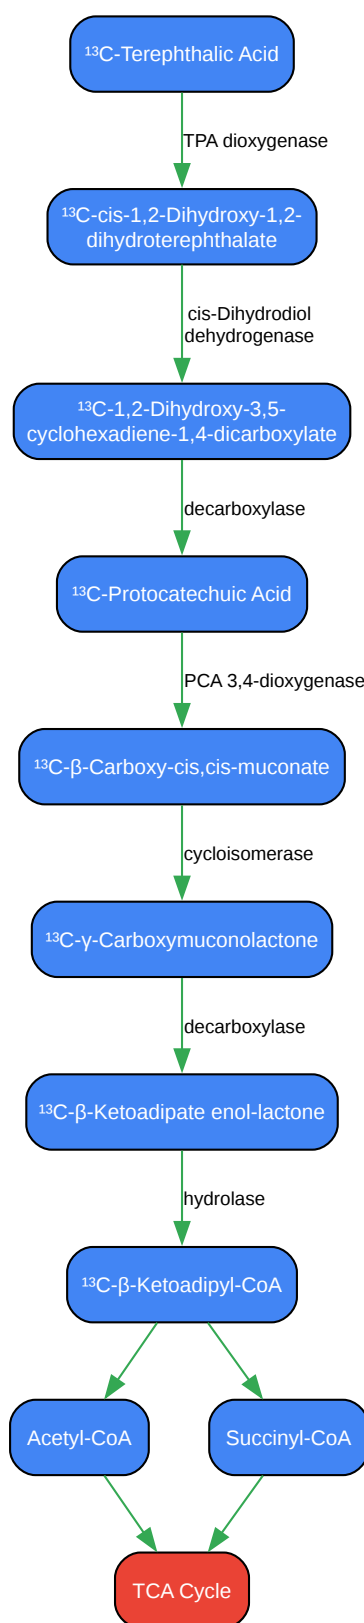 ¹³C-Terephthalic Acid
TPA dioxygenase
¹³C-cis-1,2-Dihydroxy-1,2-
dihydroterephthalate
cis-Dihydrodiol
dehydrogenase
¹³C-1,2-Dihydroxy-3,5-
cyclohexadiene-1,4-dicarboxylate
decarboxylase
¹³C-Protocatechuic Acid
PCA 3,4-dioxygenase
¹³C-β-Carboxy-cis,cis-muconate
cycloisomerase
¹³C-γ-Carboxymuconolactone
decarboxylase
¹³C-β-Ketoadipate enol-lactone
hydrolase
¹³C-β-Ketoadipyl-CoA
Acetyl-CoA
Succinyl-CoA
TCA Cycle